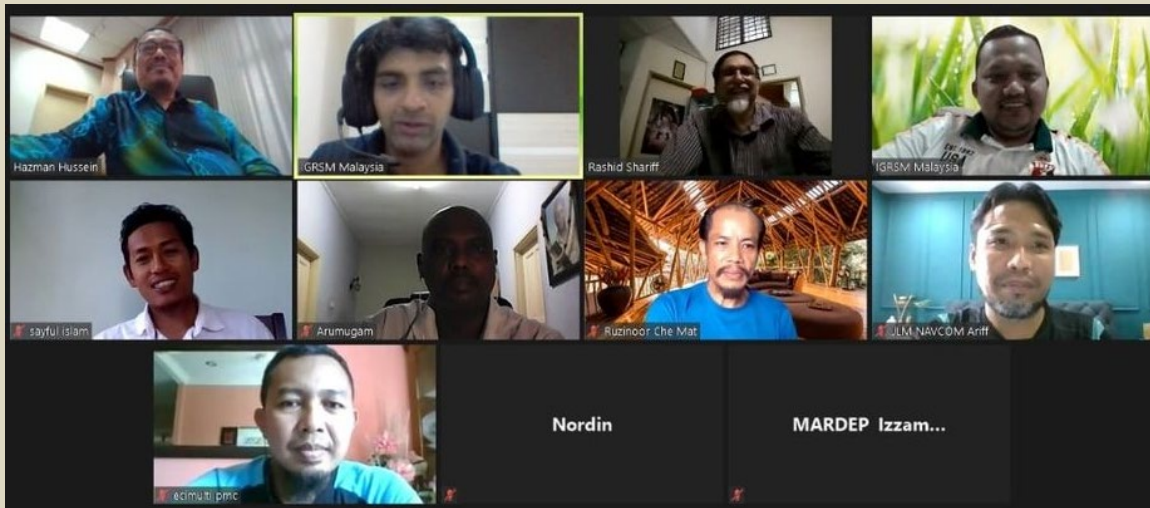 Hazman Hussein
GRSM Malaysia
Rashid Shariff
IGRSM Malaysia
sayful islam
Arumugam
Ruzinoor Che Mat
JLM NAVCOM Ariff
ecimulti pmc
Nordin
MARDEP Izzam...